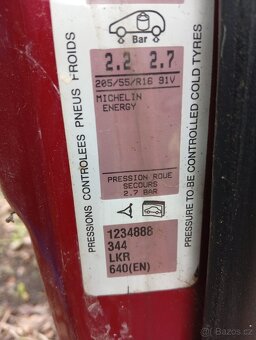 Bar
2.2 2.7
205/55/R16 91V
MICHELIN
ENERGY
PRESSION ROUE
SECOURS
2.7 BAR
PRESSIONS CONTROLEES PNEUS FROIDS
PRESSURE TO BE CONTROLLED COLD TYRES
1234888
344
LKR
640(EN)
bazos.cz